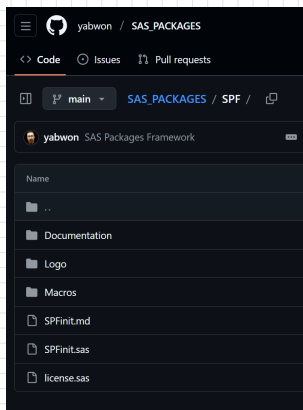 yabwon / SAS_PACKAGES
<> Code Issues Pull requests
main SAS_PACKAGES / SPF /
yabwon SAS Packages Framework
Name
..
Documentation
Logo
Macros
SPFinit.md
SPFinit.sas
license.sas